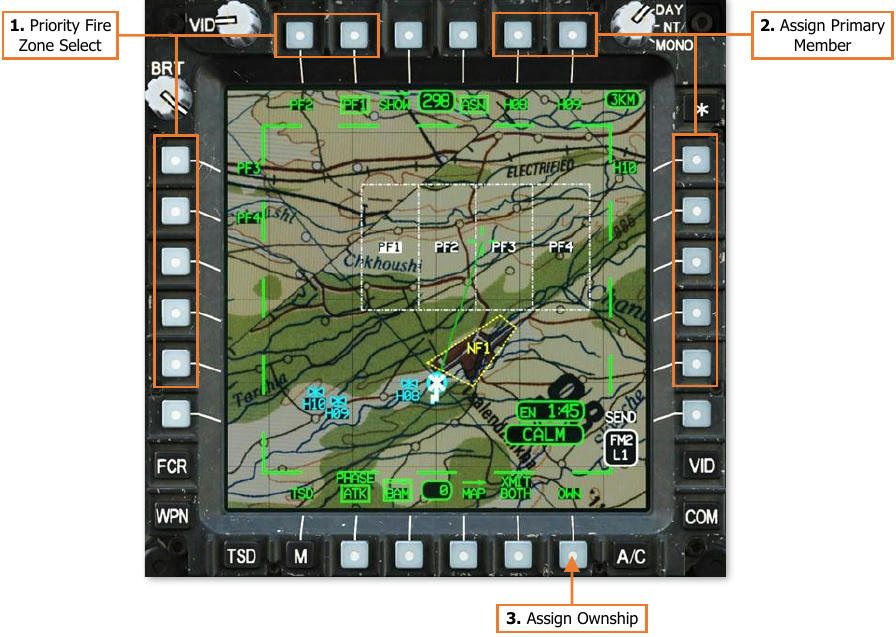 1. Priority Fire
Zone Select
2. Assign Primary
Member
VID
DAY
NT
MONO
BRT
PF2
PF1
SHOW
298
ASN
H08
H09
3KM
*
PF3
ELECTRIFIED
H10
PF4
PF1
PF2
PF3
PF4
Chkhoushi
NF1
H10
H09
H08
EN 1:45
CALM
SEND
FM2
L1
FCR
VID
PHASE
XMIT
TSD
ATK
BAM
0
MAP
BOTH
OWN
WPN
COM
TSD
M
A/C
3. Assign Ownship